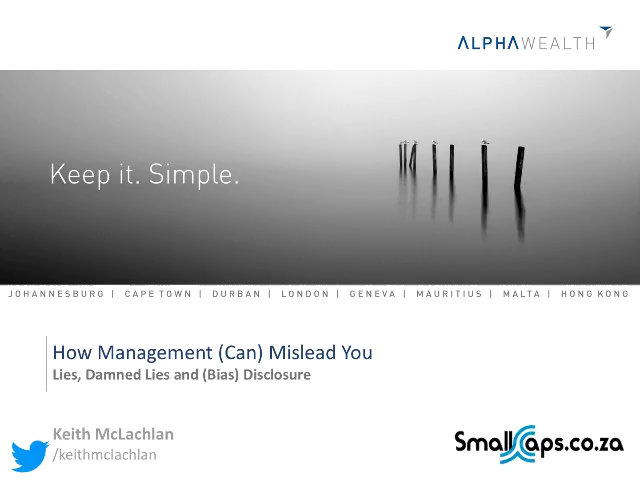 ALPHAWEALTH
Keep it. Simple.
JOHANNESBURG | CAPE TOWN | DURBAN | LONDON | GENEVA | MAURITIUS | MALTA | HONG KONG
How Management (Can) Mislead You
Lies, Damned Lies and (Bias) Disclosure
Keith McLachlan
/keithmclachlan
SmallCaps.co.za